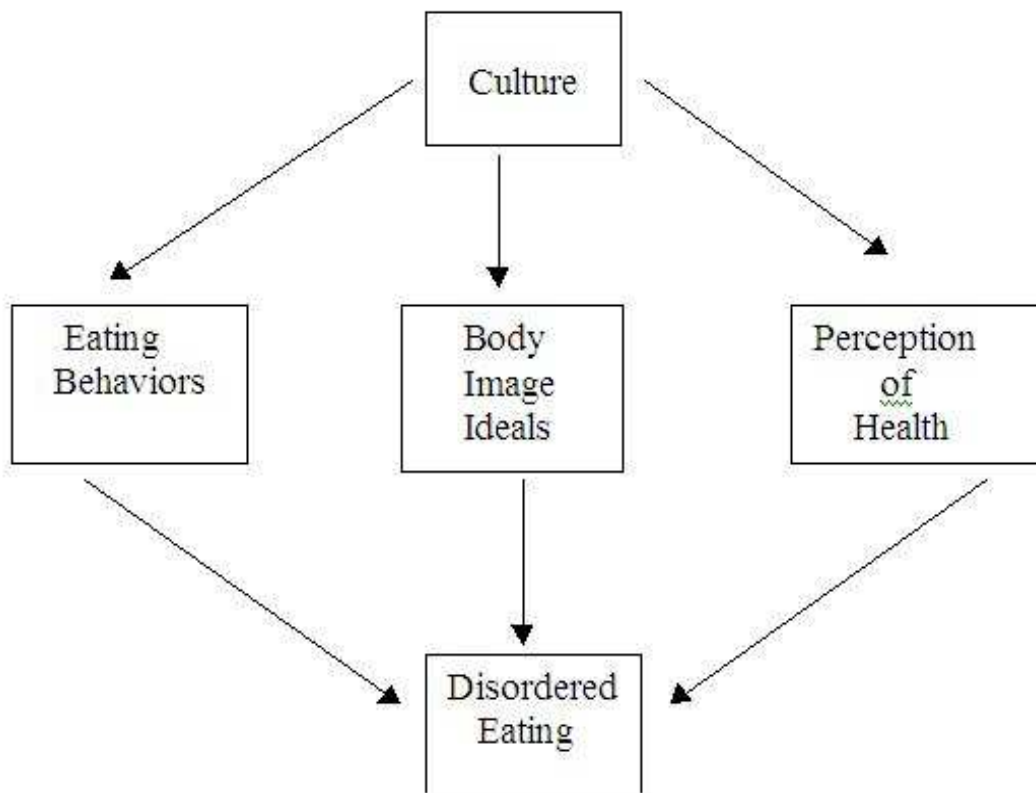 Culture
Eating
Behaviors
Body
Image
Ideals
Perception
of
Health
Disordered
Eating